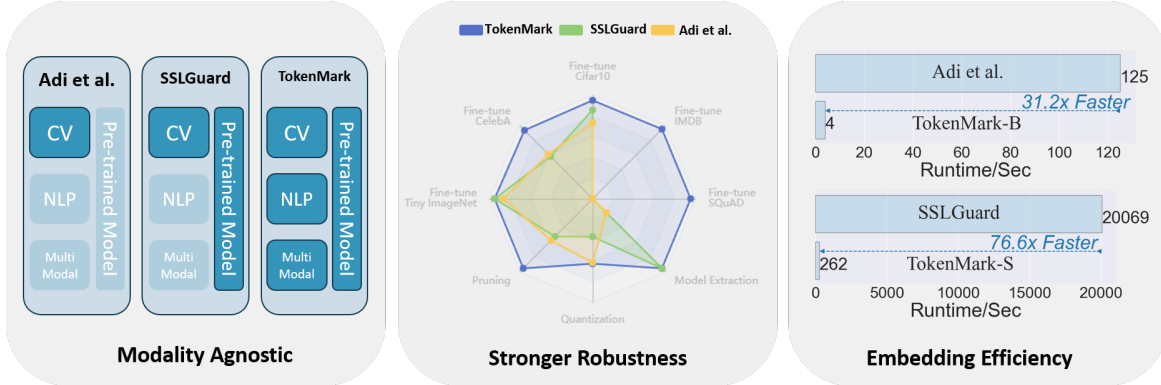 Adi et al.
CV
NLP
Multi
Modal
Pre-trained Model
SSLGuard
CV
NLP
Multi
Modal
Pre-trained Model
TokenMark
CV
NLP
Multi
Modal
Pre-trained Model
Modality Agnostic
TokenMark
SSLGuard
Adi et al.
Fine-tune
Cifar10
Fine-tune
IMDB
Fine-tune
SQuAD
Model Extraction
Quantization
Pruning
Fine-tune
Tiny ImageNet
Fine-tune
CelebA
Stronger Robustness
Adi et al.
125
31.2x Faster
4
TokenMark-B
0 20 40 60 80 100 120
Runtime/Sec
SSLGuard
20069
76.6x Faster
262
TokenMark-S
0 5000 10000 15000 20000
Runtime/Sec
Embedding Efficiency